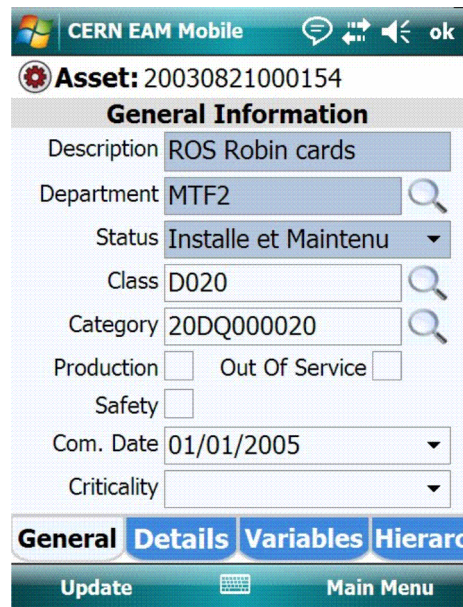 CERN EAM Mobile ok
Asset: 20030821000154
General Information
Description ROS Robin cards
Department MTF2
Status Installe et Maintenu
Class D020
Category 20DQ000020
Production Out Of Service
Safety
Com. Date 01/01/2005
Criticality
General Details Variables Hierarc
Update Main Menu